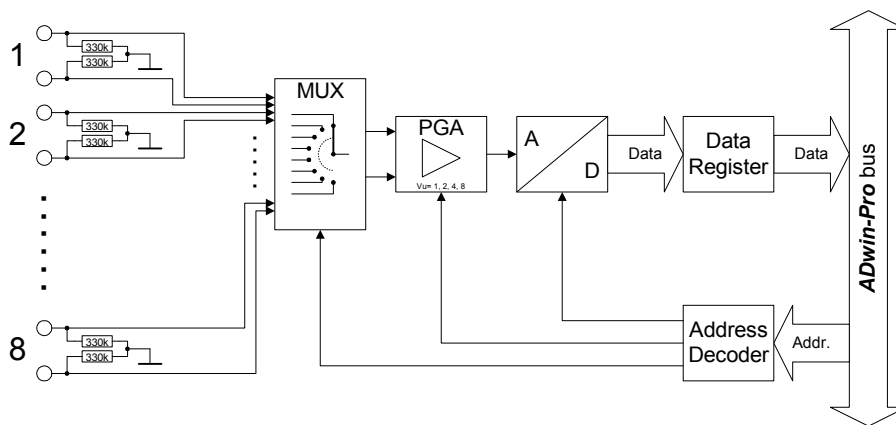 1
330k
330k
2
330k
330k
8
330k
330k
MUX
PGA
Vu= 1, 2, 4, 8
A
D
Data
Data
Register
Data
Address
Decoder
Addr.
ADwin-Pro bus